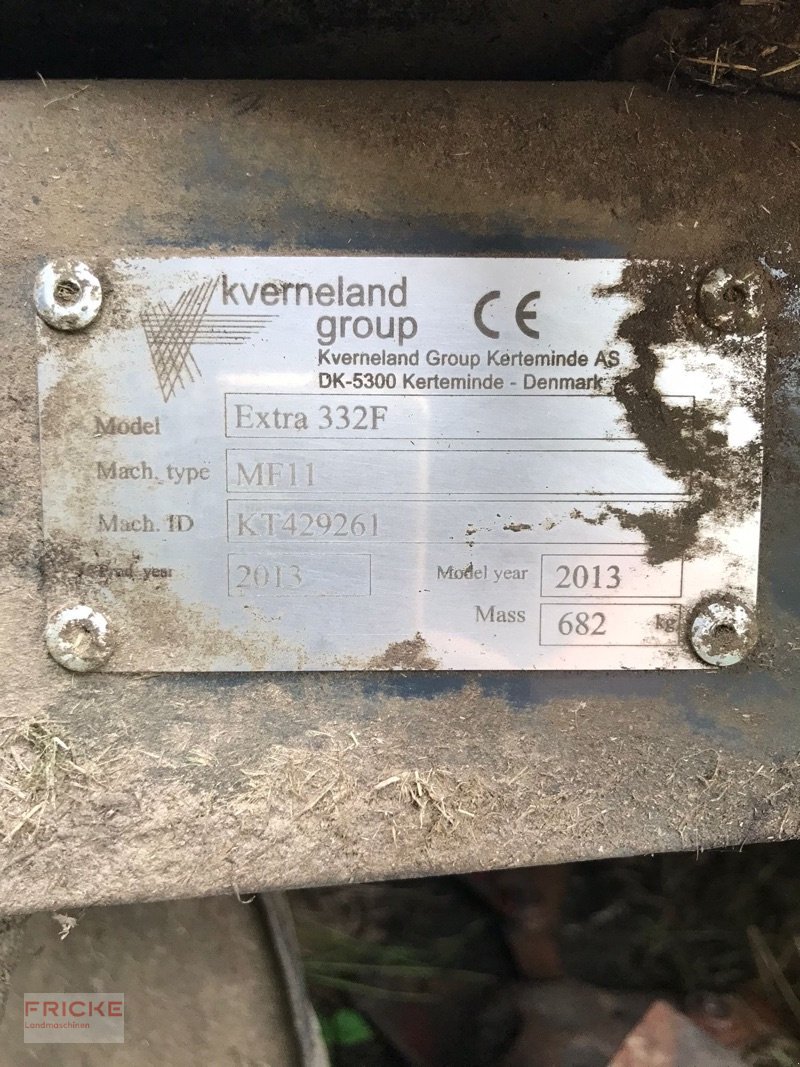 kverneland
group
CE
Kverneland Group Kerteminde AS
DK-5300 Kerteminde - Denmark
Model Extra 332F
Mach. type MF11
Mach. ID KT429261
Prod. year 2013 Model year 2013
Mass 682 kg
FRICKE
Landmaschinen